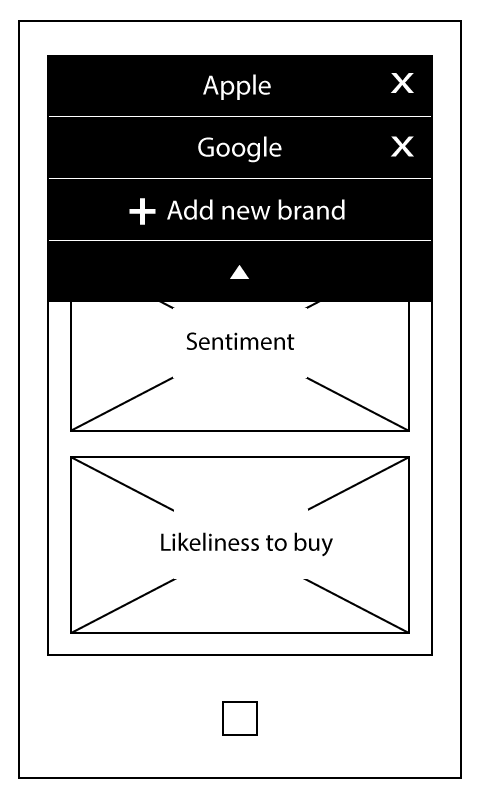 Apple X
Google X
+ Add new brand
Sentiment
Likeliness to buy